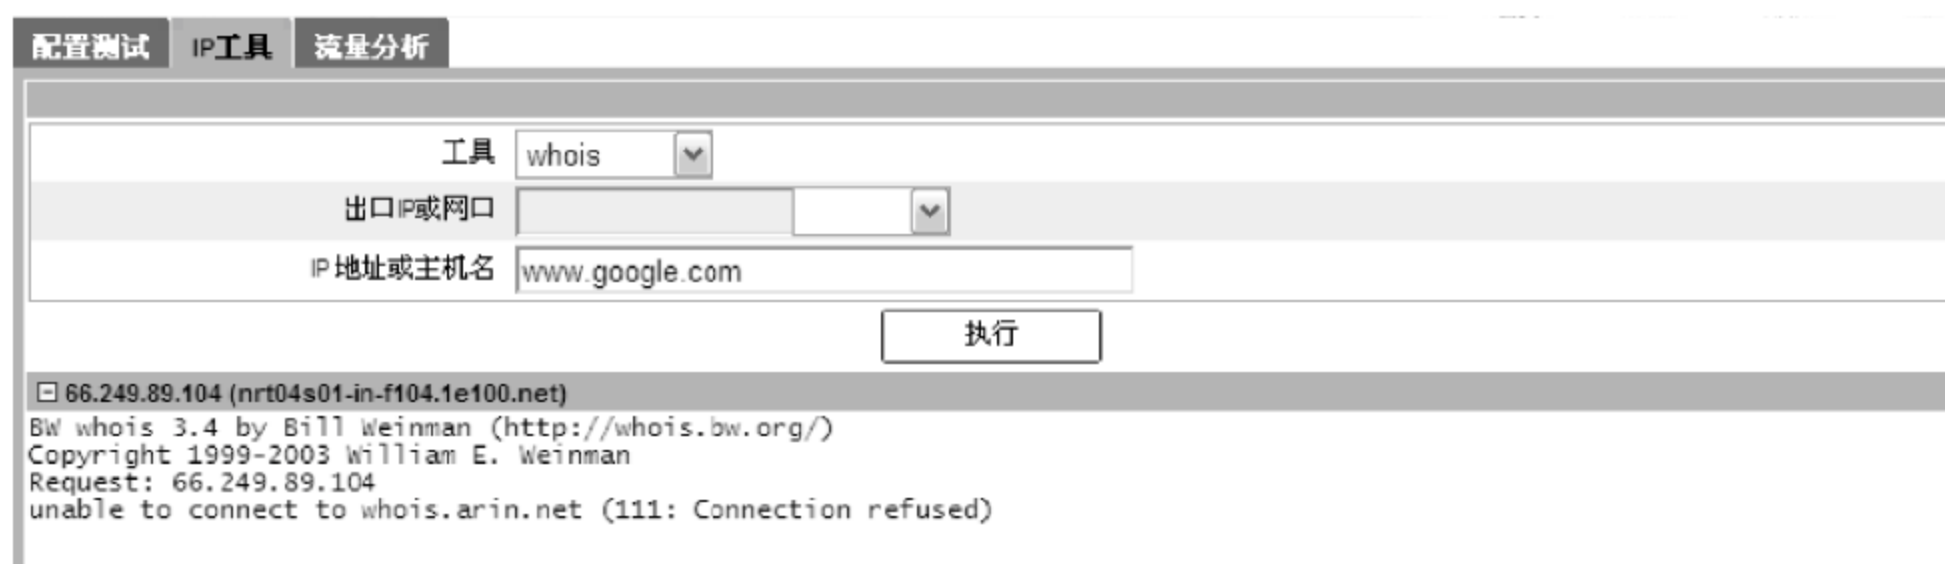 配置测试 IP工具 流量分析
工具 whois
出口IP或网口
IP 地址或主机名 www.google.com
执行
66.249.89.104 (nrt04s01-in-f104.1e100.net)
BW whois 3.4 by Bill Weinman (http://whois.bw.org/)
Copyright 1999-2003 William E. Weinman
Request: 66.249.89.104
unable to connect to whois.arin.net (111: Connection refused)